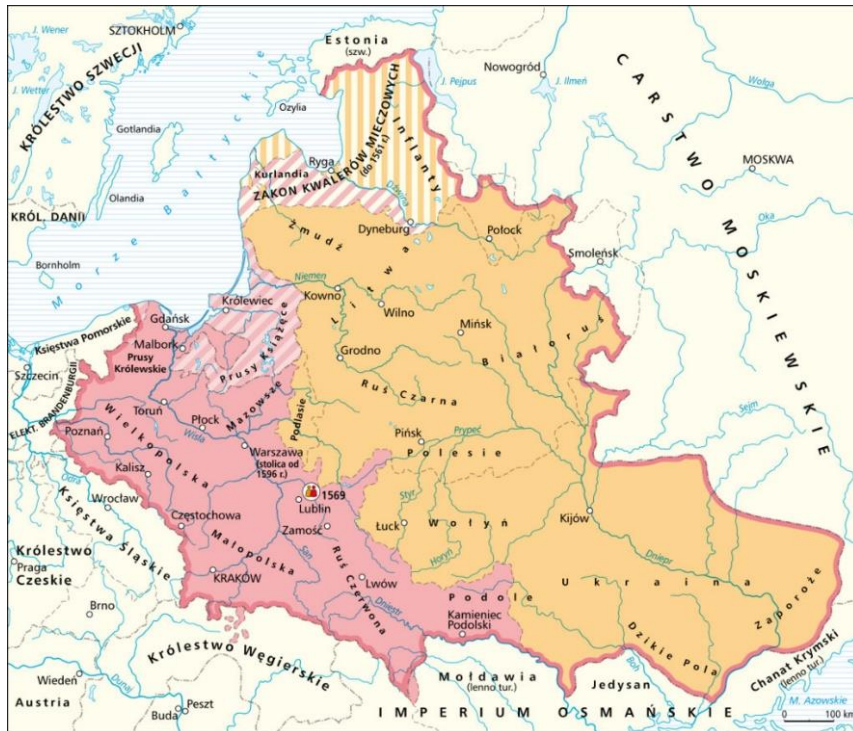 SZTOKHOLM
J. Wener
J. Wetter
KRÓLESTWO SZWECJI
Gotlandia
Olandia
KRÓL. DANII
Bornholm
Morze Bałtyckie
Estonia
(szw.)
Ozylia
J. Pejpus
Nowogród
J. Ilmeń
Wołga
CARSTWO MOSKIEWSKIE
MOSKWA
Oka
Ryga
Kurlandia
ZAKON KAWALERÓW MIECZOWYCH
(do 1561 r.)
Inflanty
Dźwina
Dyneburg
Połock
Smoleńsk
Żmudź
Litwa
Niemen
Kowno
Wilno
Mińsk
Białoruś
Królewiec
Prusy Książęce
Gdańsk
Malbork
Prusy
Królewskie
Księstwa Pomorskie
Szczecin
ELEKT. BRANDENBURGII
Grodno
Ruś Czarna
Toruń
Płock
Mazowsze
Podlasie
Poznań
Wielkopolska
Wisła
Warszawa
(stolica od
1596 r.)
Pińsk
Prypeć
Polesie
Sejm
Kalisz
Odra
Wrocław
Księstwa Śląskie
Częstochowa
1569
Lublin
Zamość
Styr
Łuck
Wołyń
Horyń
Kijów
Dniepr
Królestwo
Czeskie
Praga
Małopolska
KRAKÓW
San
Ruś Czerwona
Lwów
Dniestr
Podole
Kamieniec
Podolski
Ukraina
Zaporoże
Dzikie Pola
Brno
Królestwo Węgierskie
Mołdawia
(lenno tur.)
Boh
Jedysan
Chanat Krymski
(lenno tur.)
Wiedeń
Dunaj
Austria
Buda
Peszt
IMPERIUM OSMAŃSKIE
M. Azowskie
0 100 km